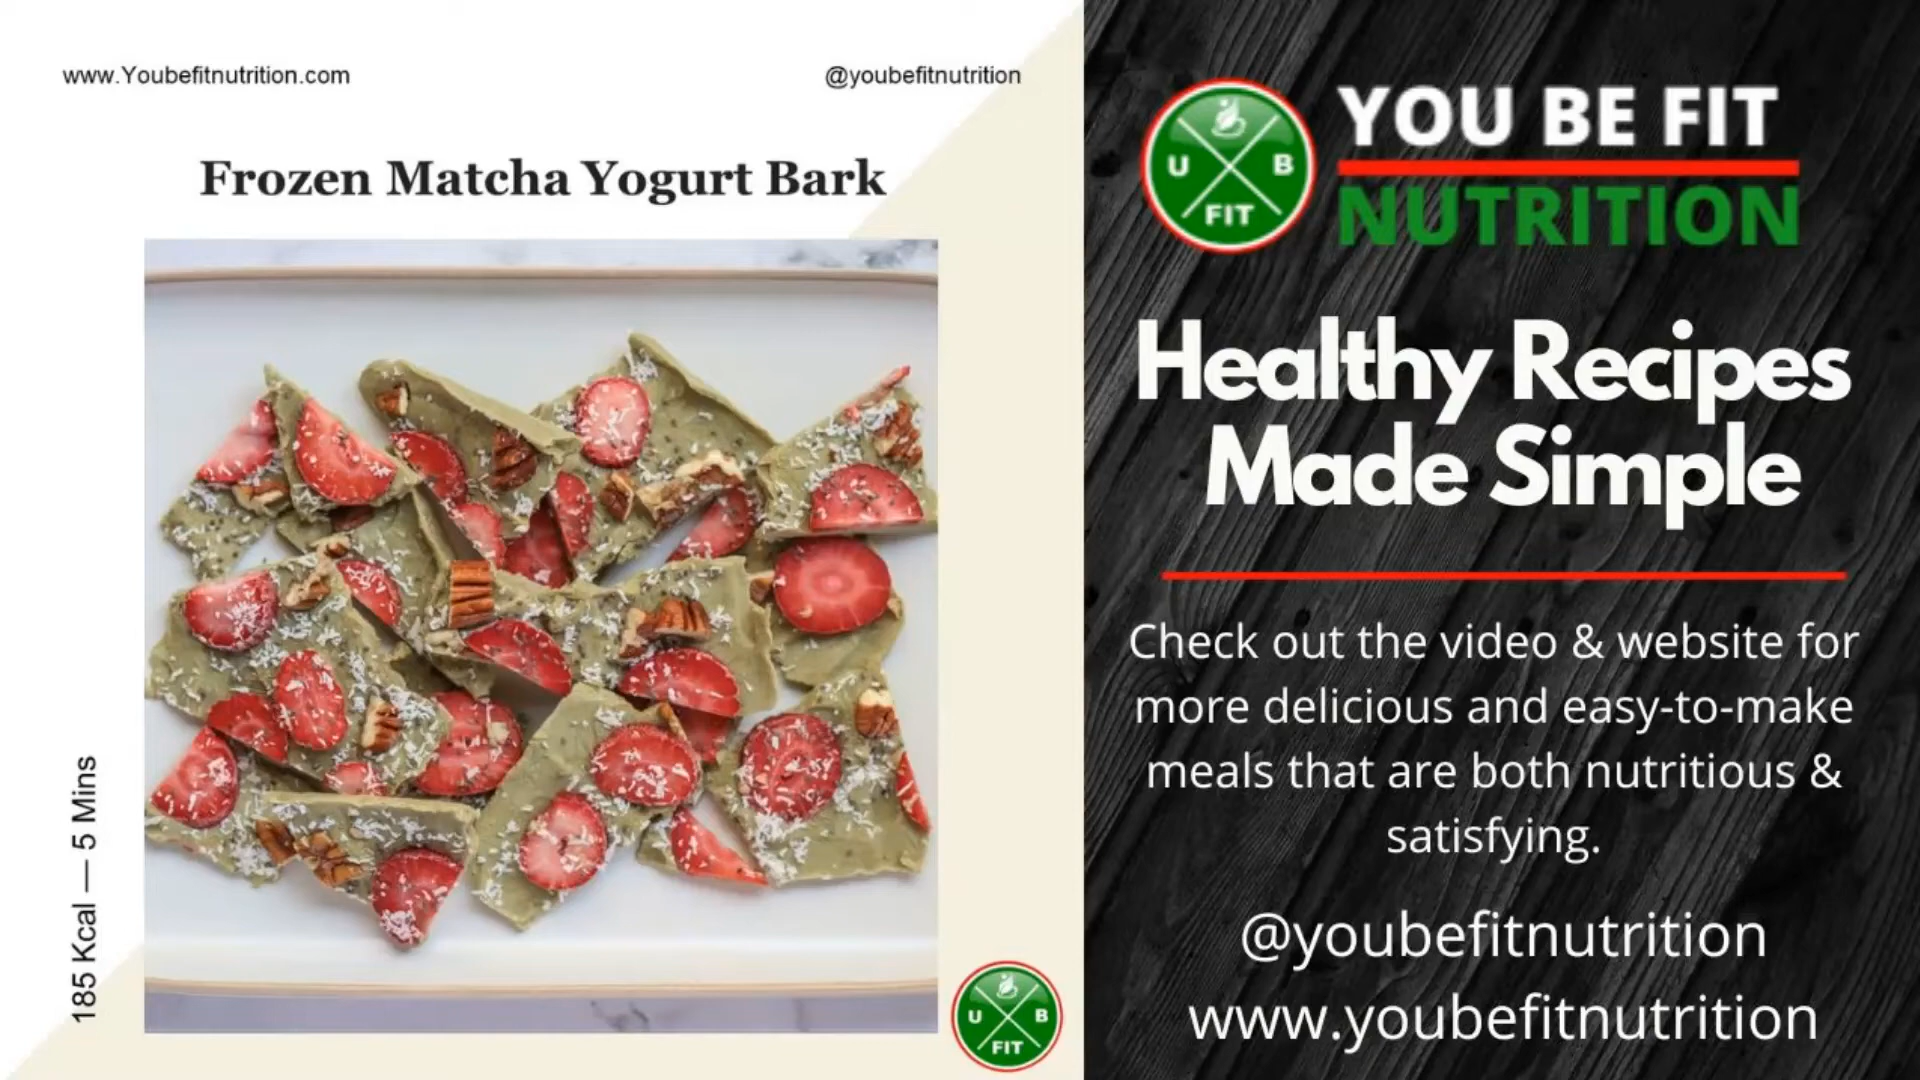 www.Youbefitnutrition.com
@youbefitnutrition
Frozen Matcha Yogurt Bark
185 Kcal — 5 Mins
U B
FIT
U B
FIT
YOU BE FIT
NUTRITION
Healthy Recipes
Made Simple
Check out the video & website for
more delicious and easy-to-make
meals that are both nutritious &
satisfying.
@youbefitnutrition
www.youbefitnutrition